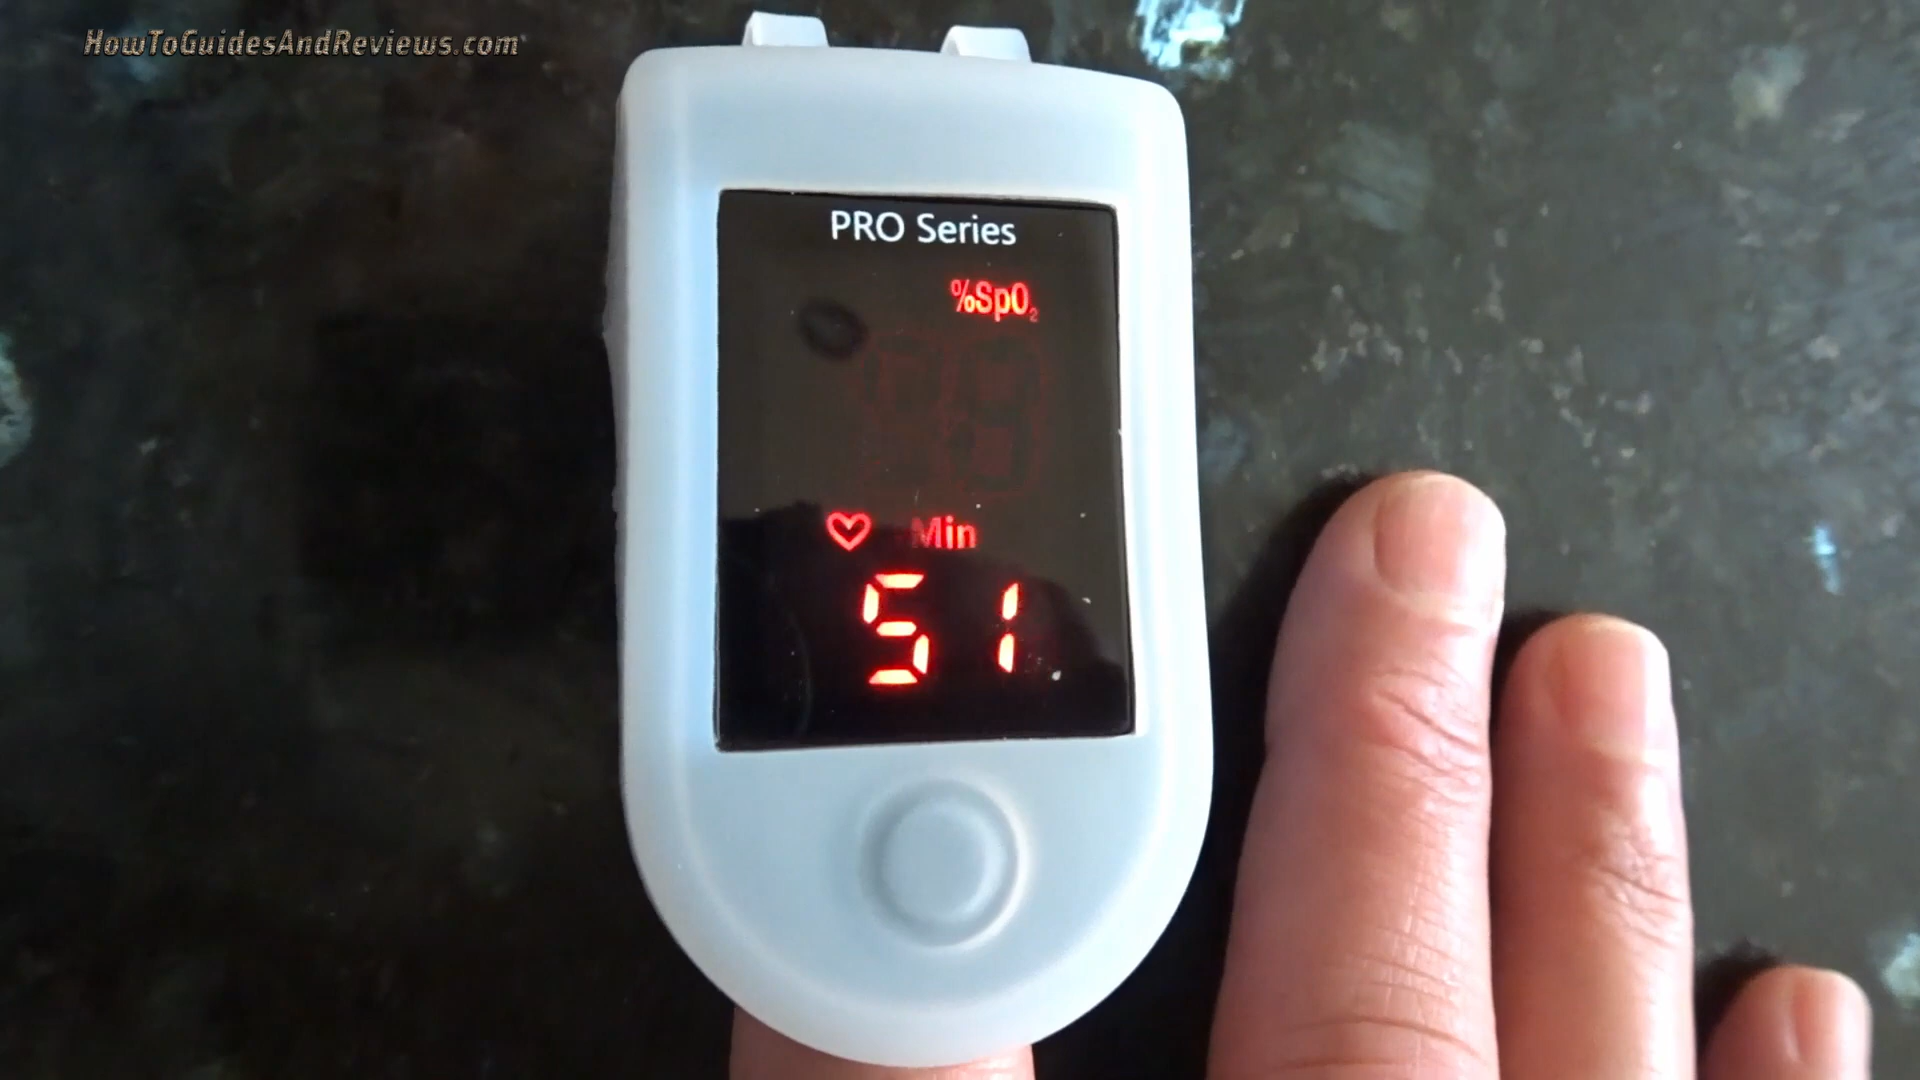 HowToGuidesAndReviews.com
PRO Series
%SpO₂
♡ Min
51